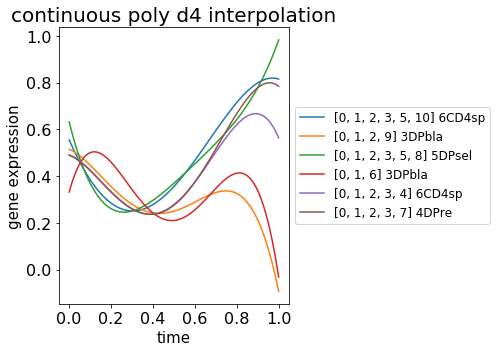 continuous poly d4 interpolation
gene expression
1.0
0.8
0.6
0.4
0.2
0.0
0.0 0.2 0.4 0.6 0.8 1.0
time
[0, 1, 2, 3, 5, 10] 6CD4sp
[0, 1, 2, 9] 3DPbla
[0, 1, 2, 3, 5, 8] 5DPsel
[0, 1, 6] 3DPbla
[0, 1, 2, 3, 4] 6CD4sp
[0, 1, 2, 3, 7] 4DPre